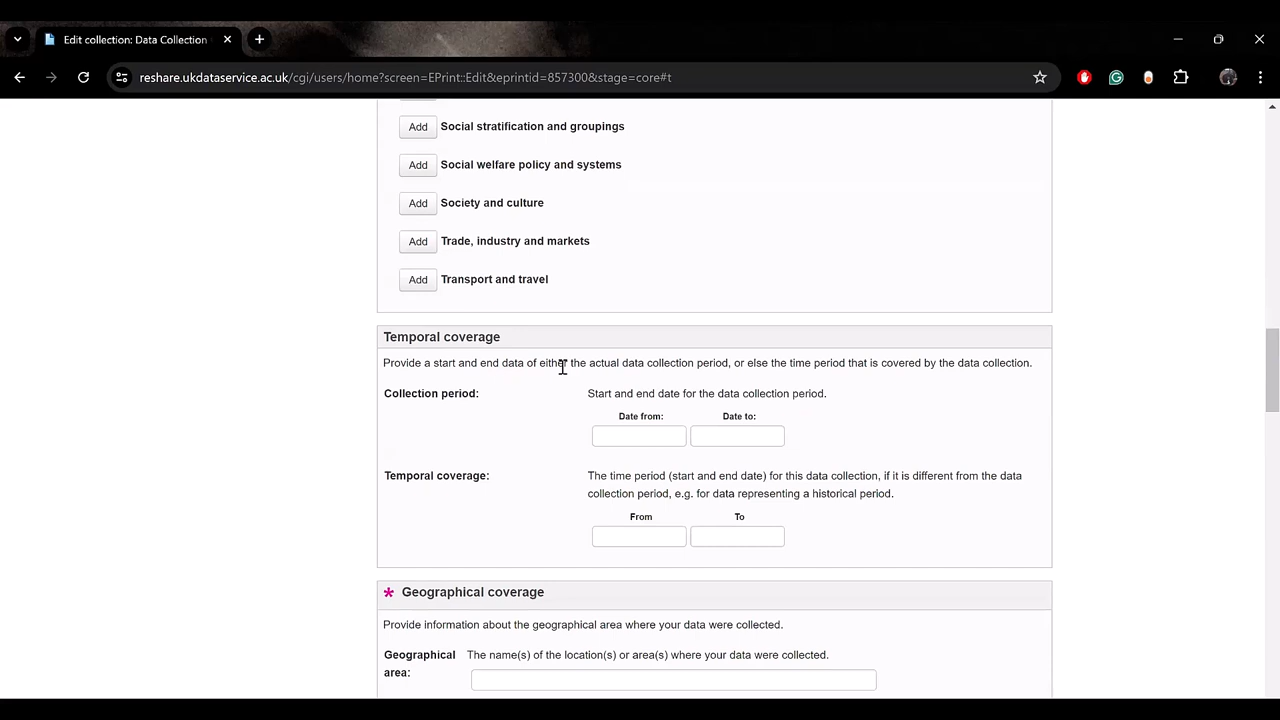 Edit collection: Data Collection
reshare.ukdataservice.ac.uk/cgi/users/home?screen=EPrint::Edit&eprintid=857300&stage=core#t
Add Social stratification and groupings
Add Social welfare policy and systems
Add Society and culture
Add Trade, industry and markets
Add Transport and travel
Temporal coverage
Provide a start and end data of either the actual data collection period, or else the time period that is covered by the data collection.
Collection period: Start and end date for the data collection period.
Date from: Date to:
Temporal coverage: The time period (start and end date) for this data collection, if it is different from the data
collection period, e.g. for data representing a historical period.
From To
* Geographical coverage
Provide information about the geographical area where your data were collected.
Geographical The name(s) of the location(s) or area(s) where your data were collected.
area: